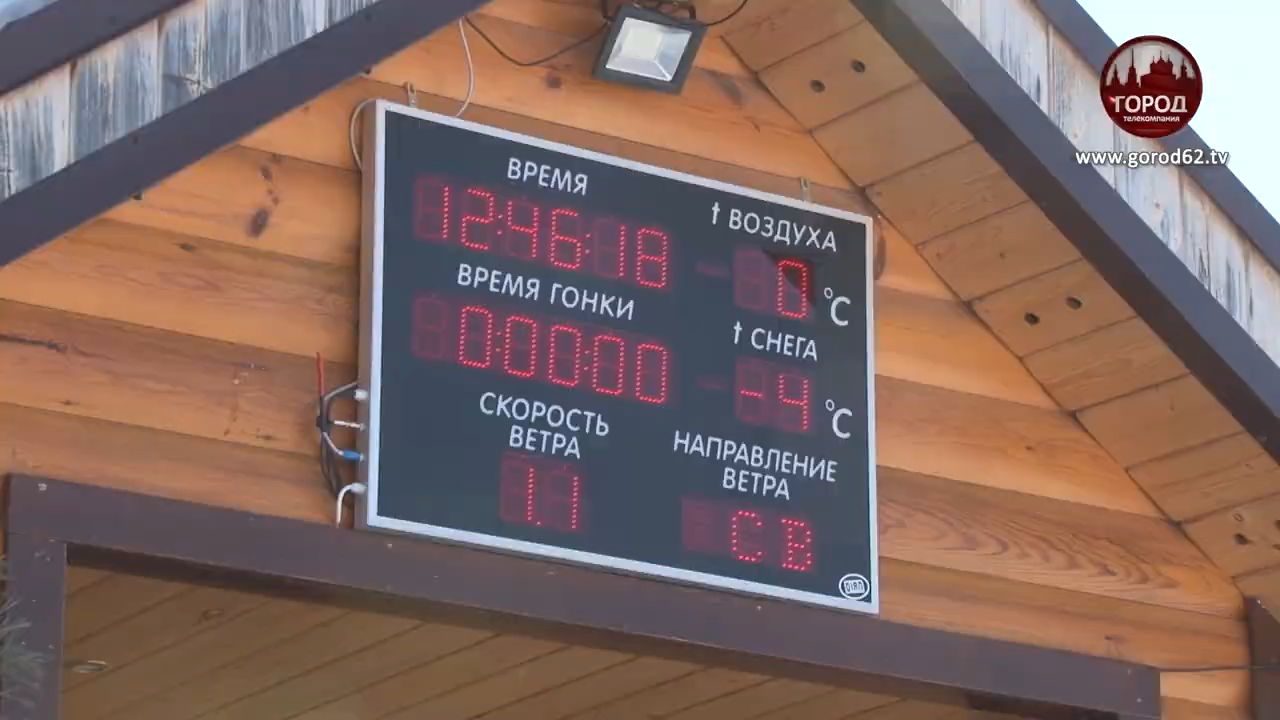 ГОРОД
телекомпания
www.gorod62.tv
ВРЕМЯ
12:46:18
t ВОЗДУХА
0 °C
ВРЕМЯ ГОНКИ
0:00:00
t СНЕГА
-4 °C
СКОРОСТЬ
ВЕТРА
1.1
НАПРАВЛЕНИЕ
ВЕТРА
СВ